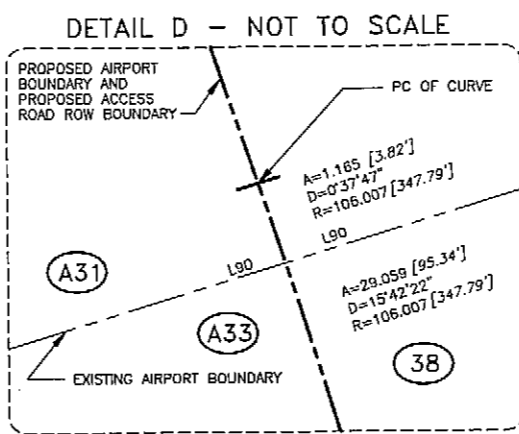 DETAIL D - NOT TO SCALE
PROPOSED AIRPORT
BOUNDARY AND
PROPOSED ACCESS
ROAD ROW BOUNDARY
PC OF CURVE
A=1.165 [3.82']
D=0°37'47"
R=106.007 [347.79']
L90
L90
A31
A=29.059 [95.34']
D=15°42'22"
R=106.007 [347.79']
A33
38
EXISTING AIRPORT BOUNDARY